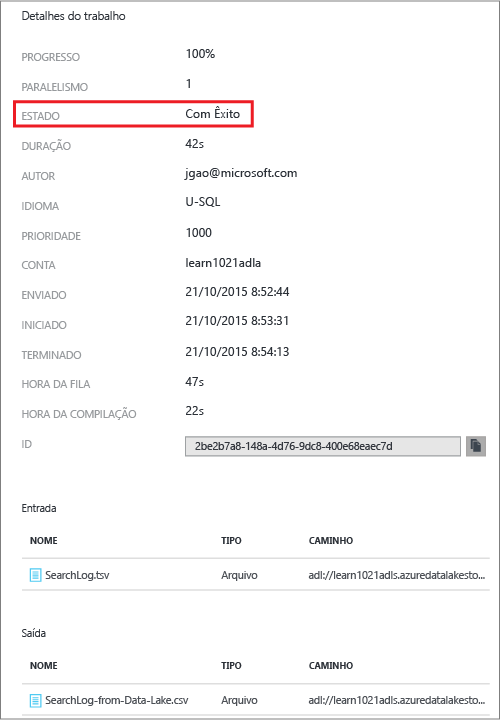 Detalhes do trabalho
PROGRESSO 100%
PARALELISMO 1
ESTADO Com Êxito
DURAÇÃO 42s
AUTOR jgao@microsoft.com
IDIOMA U-SQL
PRIORIDADE 1000
CONTA learn1021adla
ENVIADO 21/10/2015 8:52:44
INICIADO 21/10/2015 8:53:31
TERMINADO 21/10/2015 8:54:13
HORA DA FILA 47s
HORA DA COMPILAÇÃO 22s
ID 2be2b7a8-148a-4d76-9dc8-400e68eaec7d
Entrada
NOME TIPO CAMINHO
SearchLog.tsv Arquivo adl://learn1021adls.azuredatalakesto...
Saída
NOME TIPO CAMINHO
SearchLog-from-Data-Lake.csv Arquivo adl://learn1021adls.azuredatalakesto...